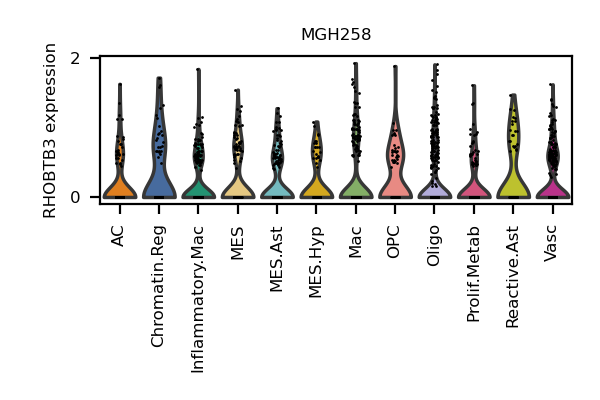 MGH258
RHOBTB3 expression
2
0
AC
Chromatin.Reg
Inflammatory.Mac
MES
MES.Ast
MES.Hyp
Mac
OPC
Oligo
Prolif.Metab
Reactive.Ast
Vasc